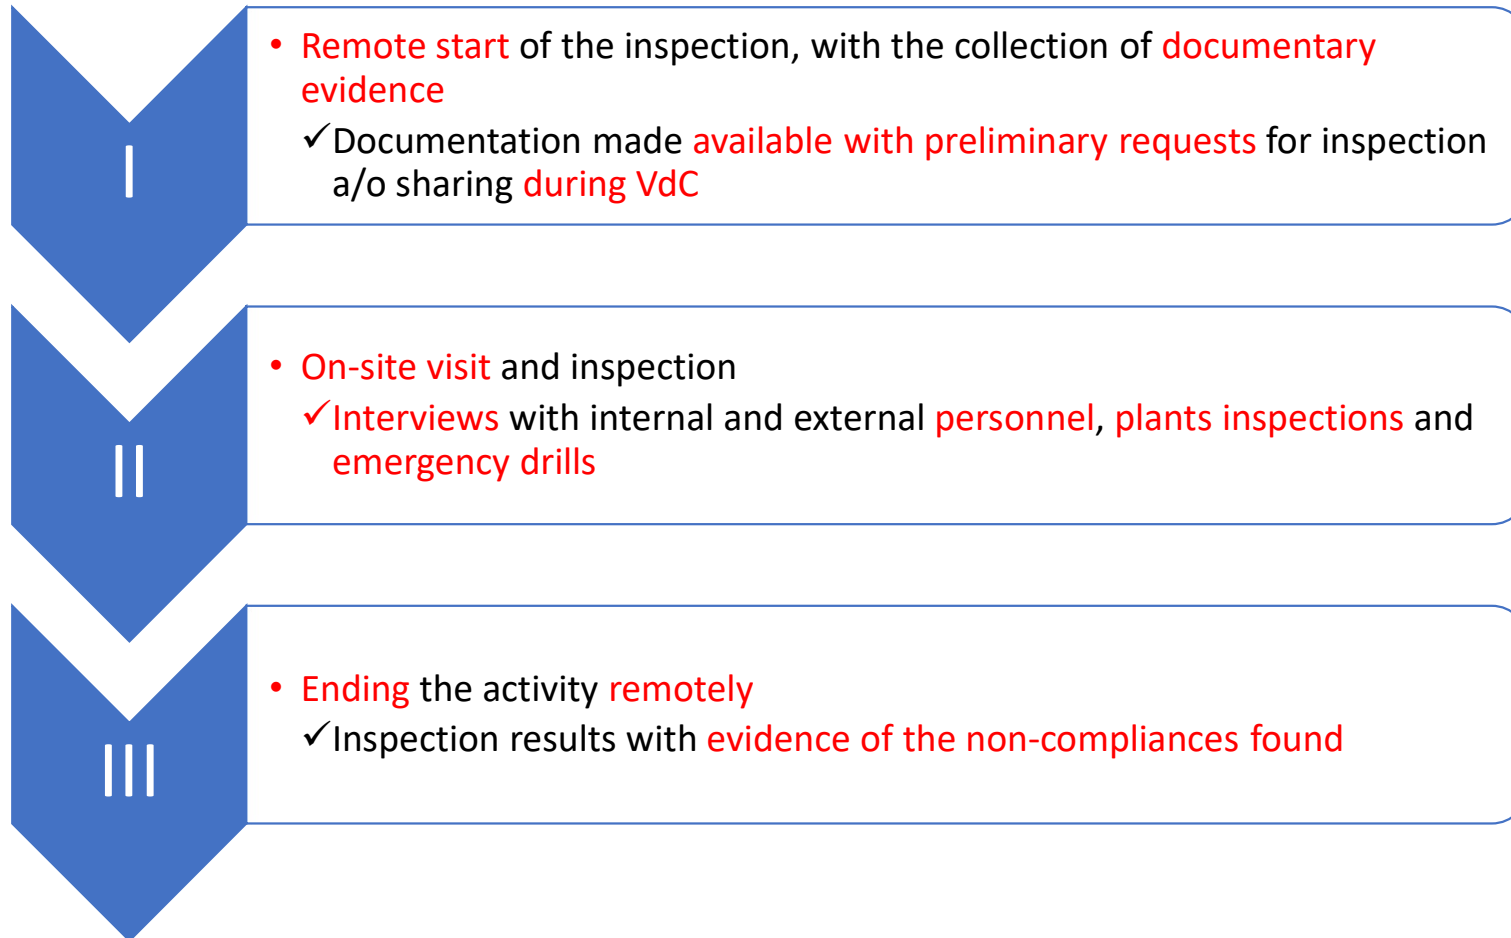 I
• Remote start of the inspection, with the collection of documentary
evidence
✓Documentation made available with preliminary requests for inspection
a/o sharing during VdC
II
• On-site visit and inspection
✓Interviews with internal and external personnel, plants inspections and
emergency drills
III
• Ending the activity remotely
✓Inspection results with evidence of the non-compliances found